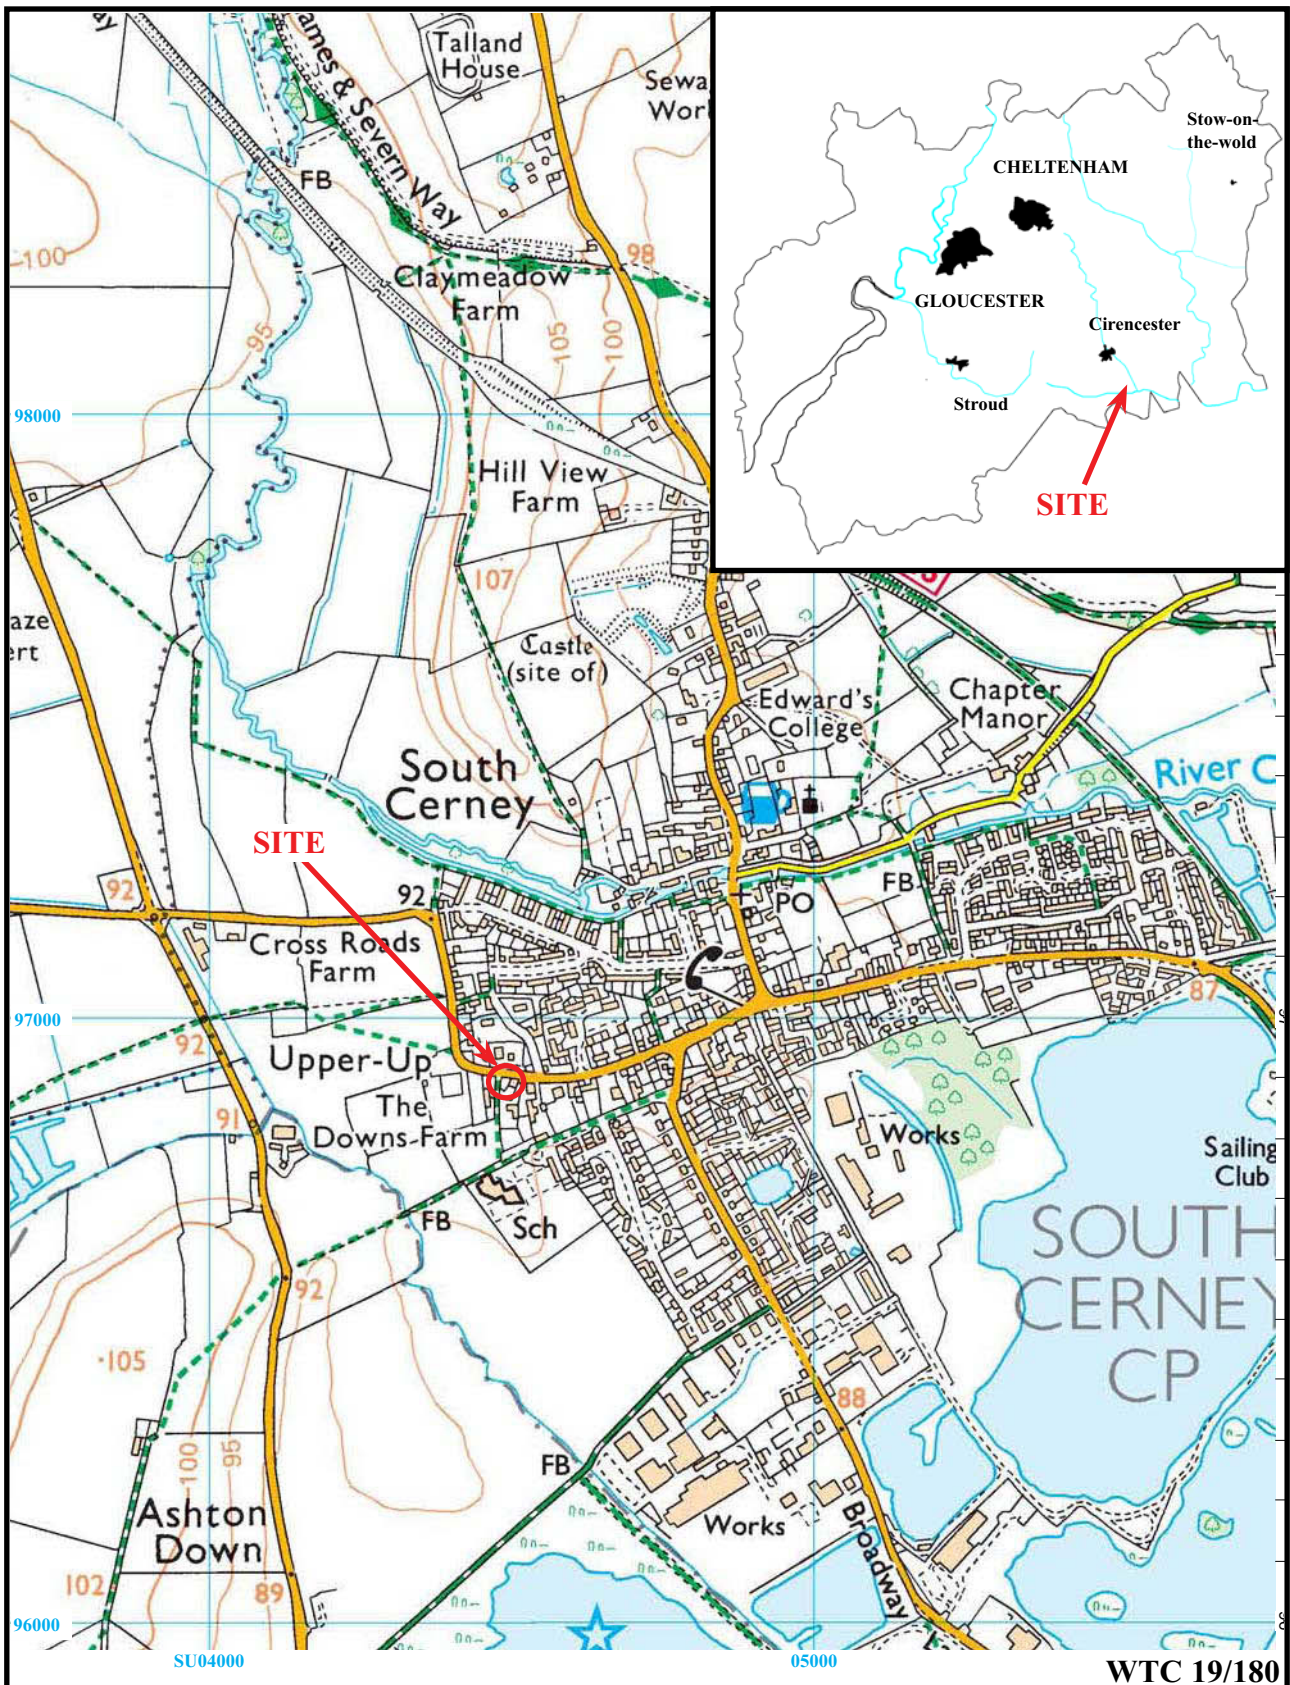 ames & Severn Way
Talland
House
Sewa
Worl
ay
FB
100
98
Claymeadow
Farm
95
105
100
98000
Hill View
Farm
107
aze
ert
Castle
(site of)
Edward's
College
Chapter
Manor
South
Cerney
River C
SITE
92
92
PO
FB
Cross Roads
Farm
87
97000
92
Upper-Up
The
Downs Farm
91
Works
Sailing
Club
FB
Sch
SOUTH
CERNEY
CP
92
105
88
100
95
FB
Ashton
Down
Works
Broadway
102
89
96000
SU04000
05000
WTC 19/180
Stow-on-
the-wold
CHELTENHAM
GLOUCESTER
Cirencester
Stroud
SITE